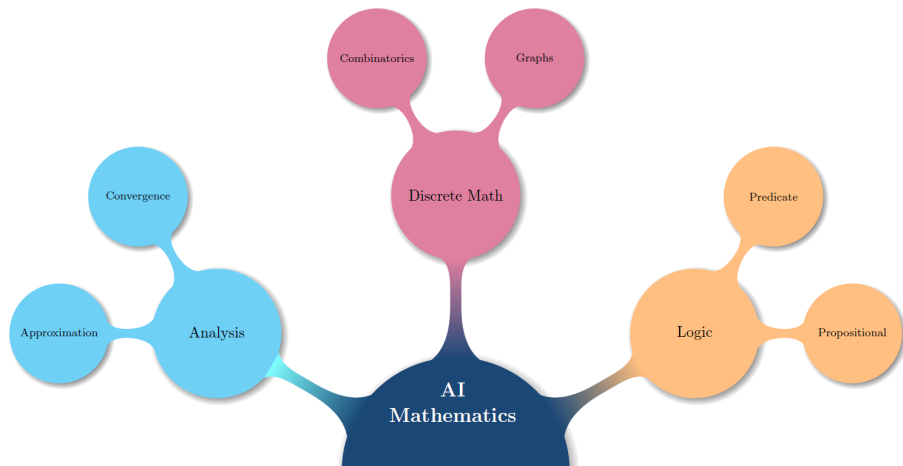 Combinatorics
Graphs
Convergence
Discrete Math
Predicate
Approximation
Analysis
Logic
Propositional
AI
Mathematics